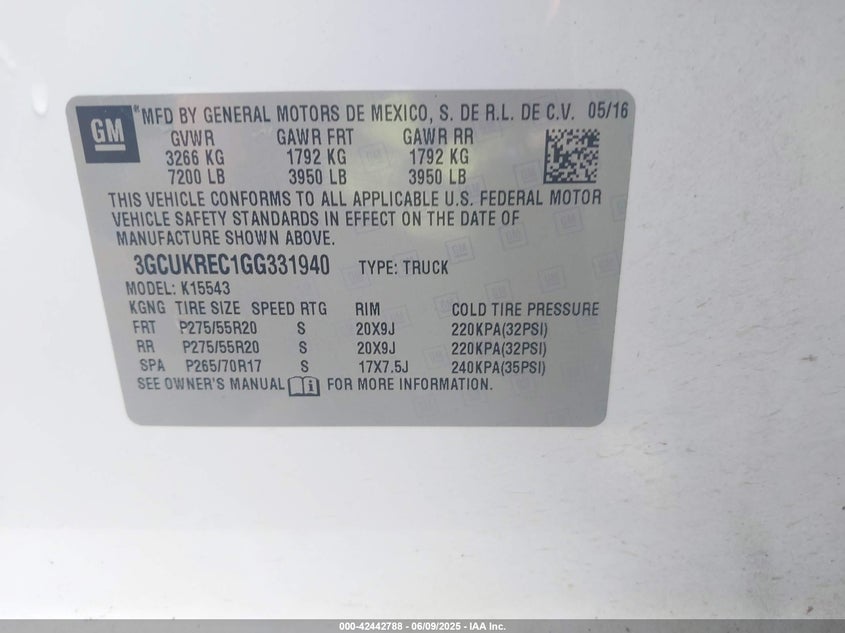 GM
*MFD BY GENERAL MOTORS DE MEXICO, S. DE R.L. DE C.V. 05/16
GVWR GAWR FRT GAWR RR
3266 KG 1792 KG 1792 KG
7200 LB 3950 LB 3950 LB
THIS VEHICLE CONFORMS TO ALL APPLICABLE U.S. FEDERAL MOTOR
VEHICLE SAFETY STANDARDS IN EFFECT ON THE DATE OF
MANUFACTURE SHOWN ABOVE.
3GCUKREC1GG331940 TYPE: TRUCK
MODEL: K15543
KGNG TIRE SIZE SPEED RTG RIM COLD TIRE PRESSURE
FRT P275/55R20 S 20X9J 220KPA(32PSI)
RR P275/55R20 S 20X9J 220KPA(32PSI)
SPA P265/70R17 S 17X7.5J 240KPA(35PSI)
SEE OWNER'S MANUAL i FOR MORE INFORMATION.
000-42442788 - 06/09/2025 - IAA Inc.